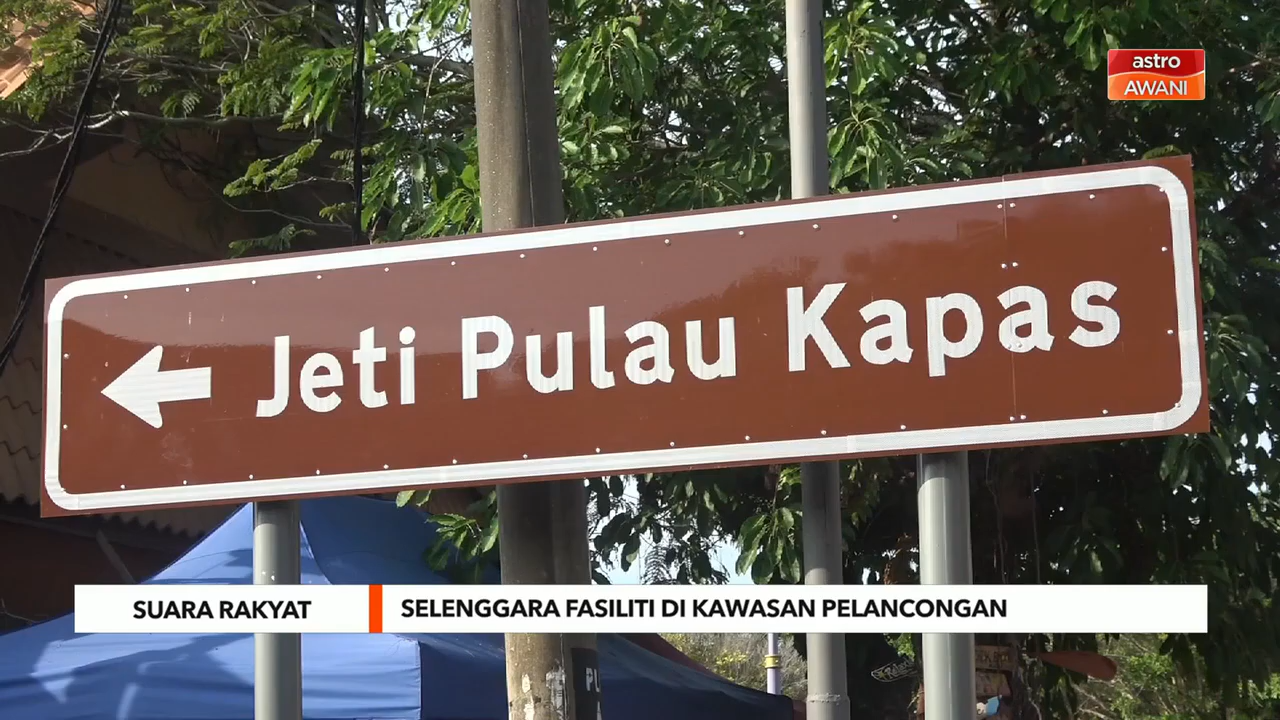 astro
AWANI
Jeti Pulau Kapas
SUARA RAKYAT
SELENGGARA FASILITI DI KAWASAN PELANCONGAN